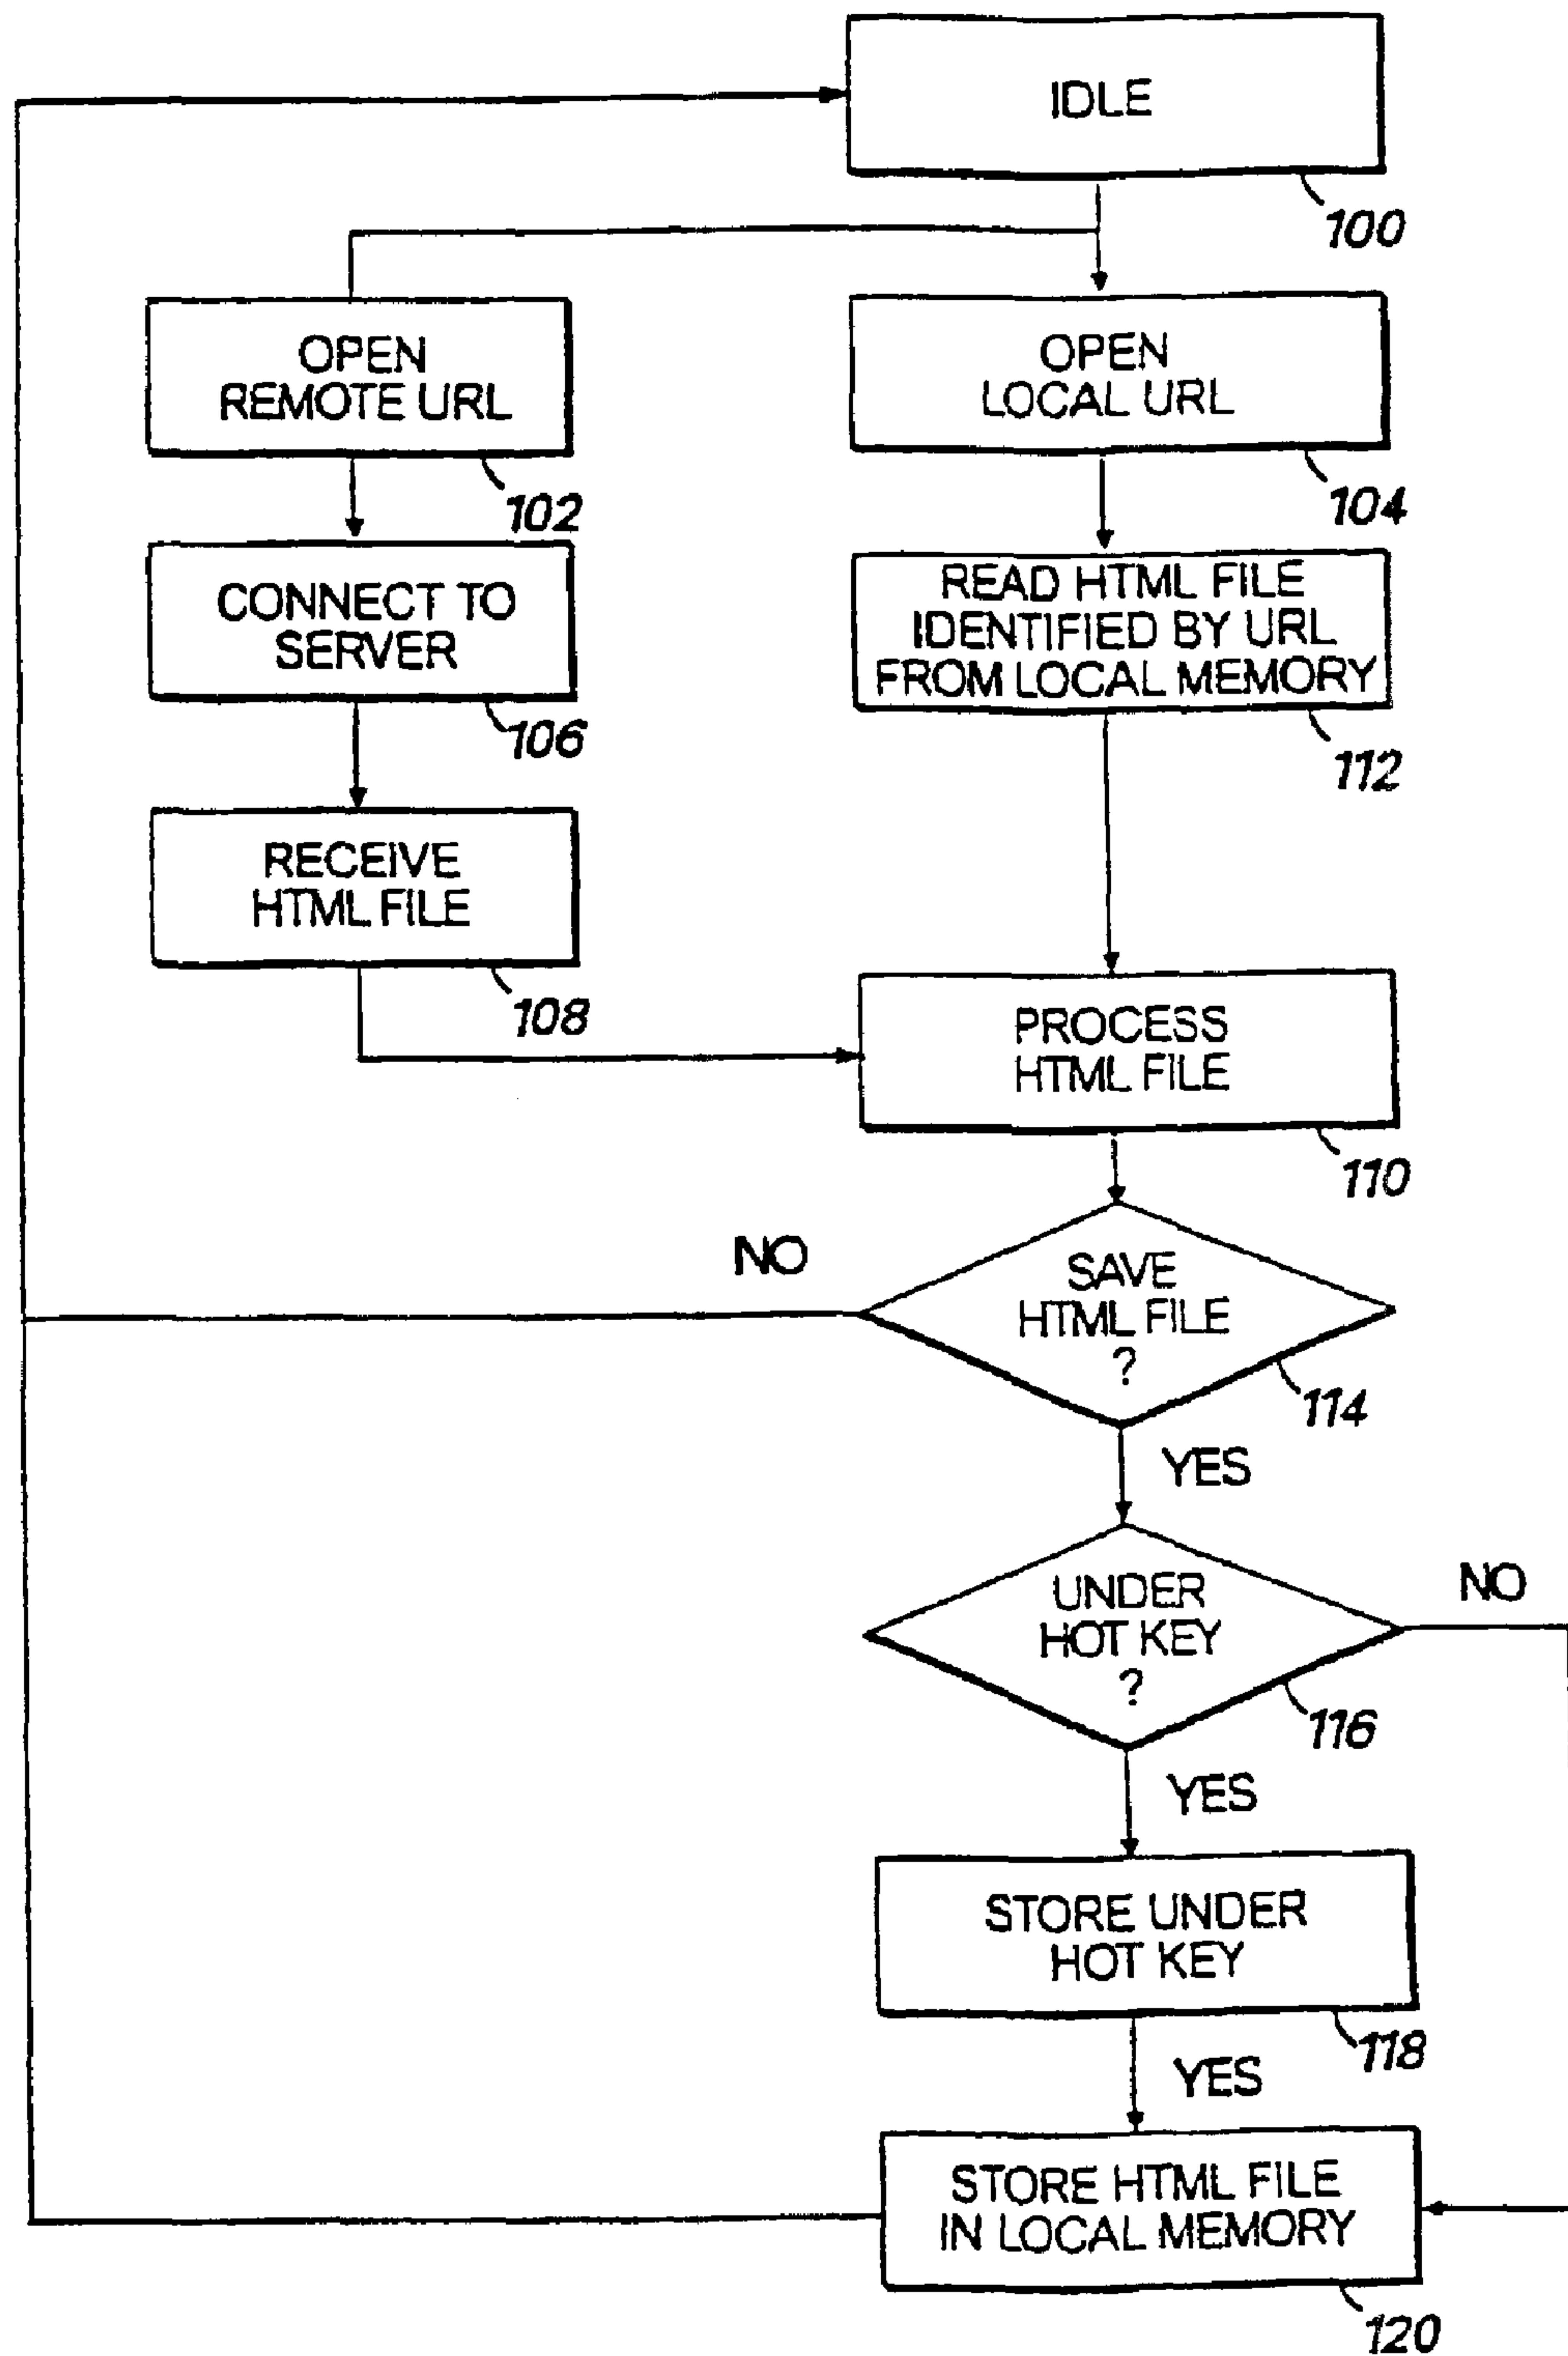 IDLE
100
OPEN
REMOTE URL
102
OPEN
LOCAL URL
104
CONNECT TO
SERVER
106
READ HTML FILE
IDENTIFIED BY URL
FROM LOCAL MEMORY
112
RECEIVE
HTML FILE
108
PROCESS
HTML FILE
110
NO
SAVE
HTML FILE
?
114
YES
UNDER
HOT KEY
?
116
NO
YES
STORE UNDER
HOT KEY
118
YES
STORE HTML FILE
IN LOCAL MEMORY
120